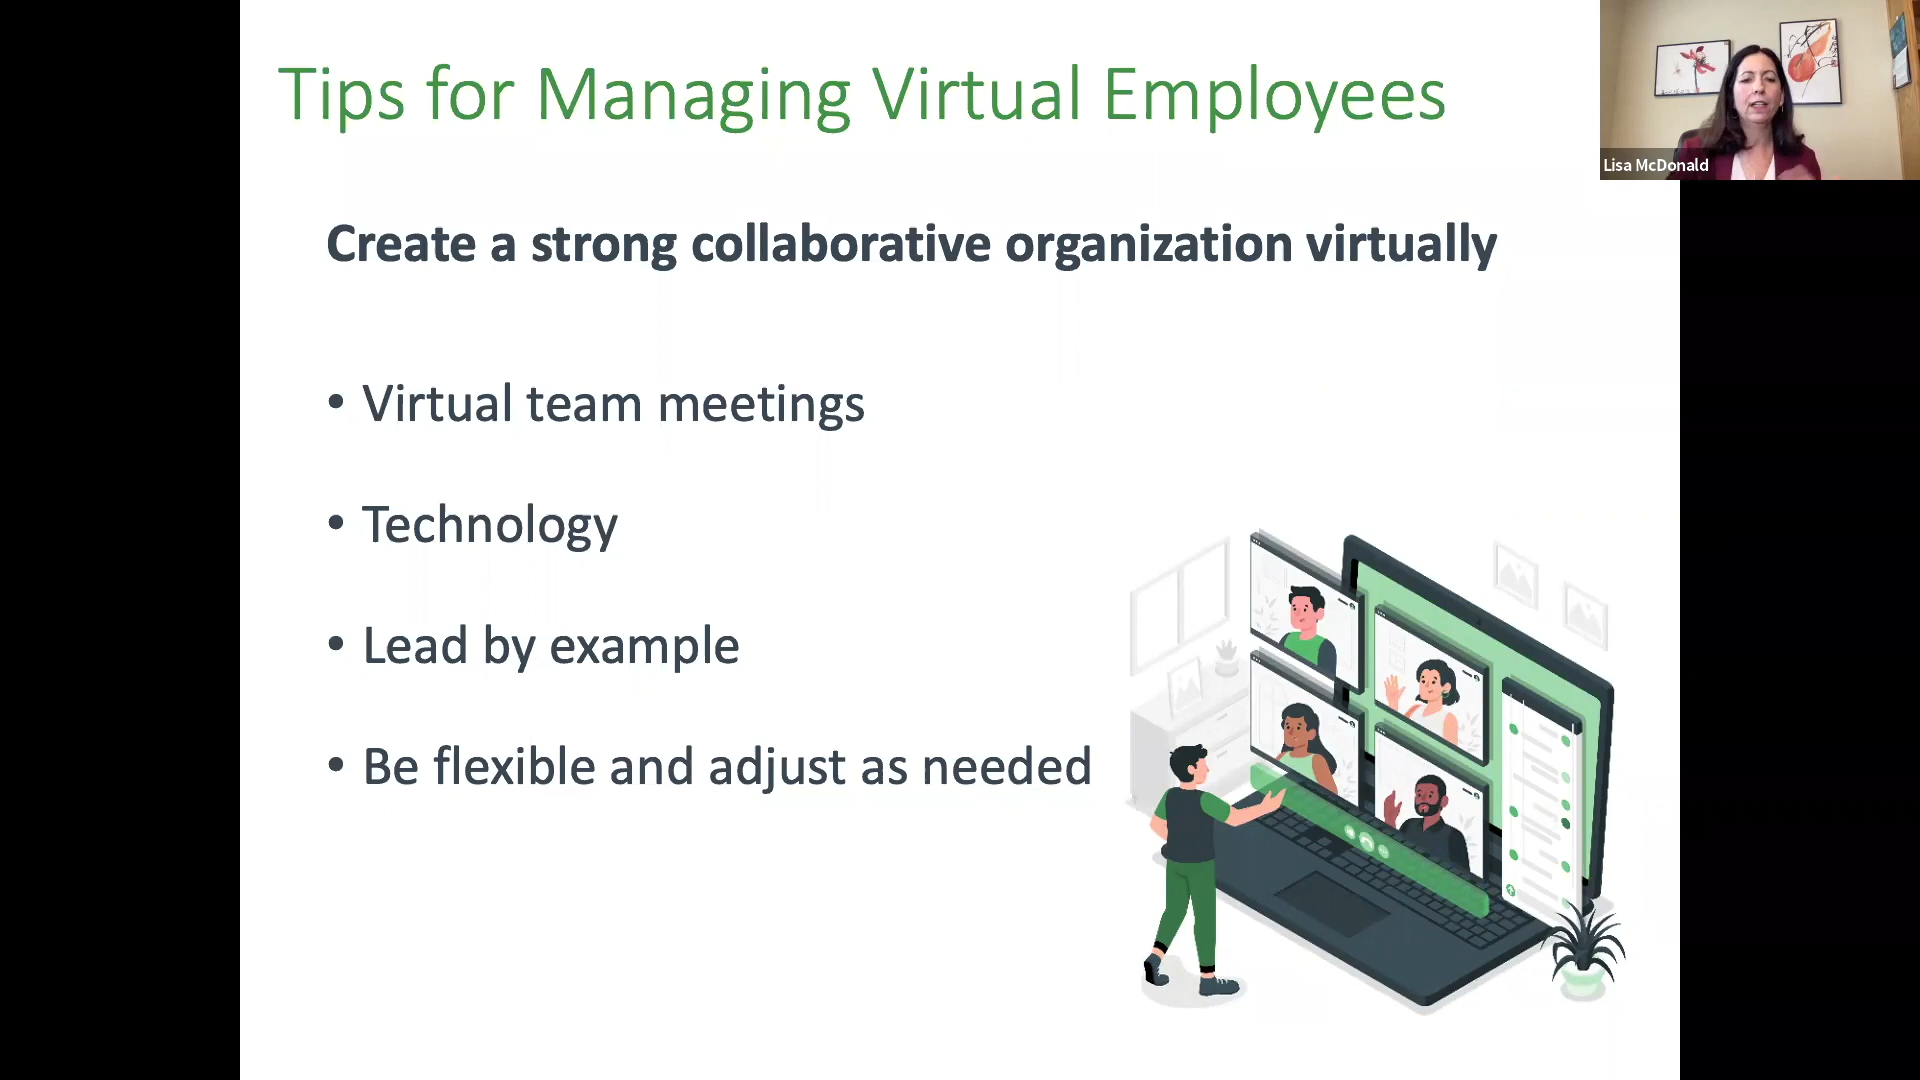 Tips for Managing Virtual Employees
Lisa McDonald
Create a strong collaborative organization virtually
• Virtual team meetings
• Technology
• Lead by example
• Be flexible and adjust as needed